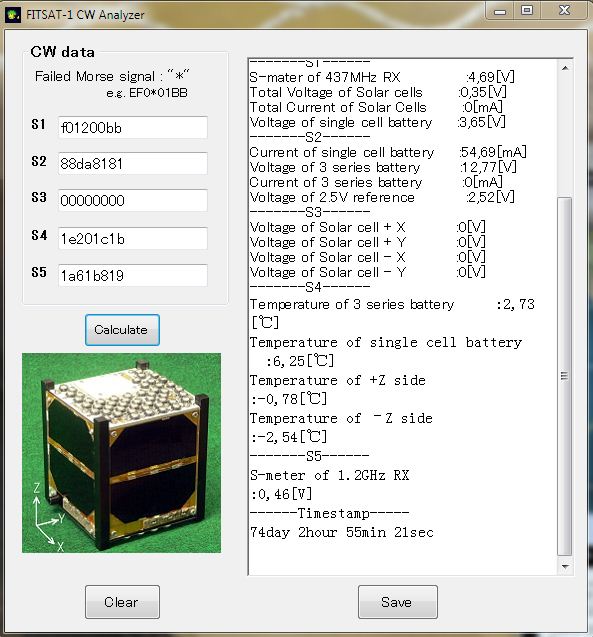 FITSAT-1 CW Analyzer
CW data
Failed Morse signal : "*"
e.g. EF0*01BB
S1 f01200bb
S2 88da8181
S3 00000000
S4 1e201c1b
S5 1a61b819
Calculate
Z
Y
X
Clear
-------S1------
S-mater of 437MHz RX :4,69[V]
Total Voltage of Solar cells :0,35[V]
Total Current of Solar Cells :0[mA]
Voltage of single cell battery :3,65[V]
-------S2------
Current of single cell battery :54,69[mA]
Voltage of 3 series battery :12,77[V]
Current of 3 series battery :0[mA]
Voltage of 2.5V reference :2,52[V]
-------S3------
Voltage of Solar cell + X :0[V]
Voltage of Solar cell + Y :0[V]
Voltage of Solar cell − X :0[V]
Voltage of Solar cell − Y :0[V]
-------S4------
Temperature of 3 series battery :2,73
[℃]
Temperature of single cell battery
:6,25[℃]
Temperature of +Z side
:-0,78[℃]
Temperature of −Z side
:-2,54[℃]
-------S5------
S-meter of 1.2GHz RX
:0,46[V]
------Timestamp-----
74day 2hour 55min 21sec
Save